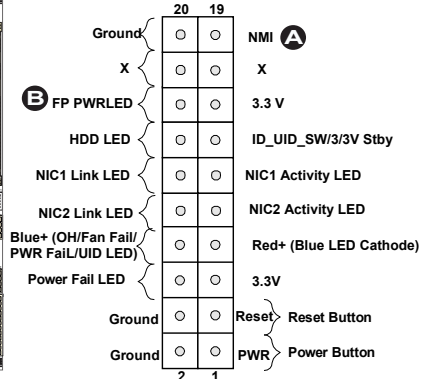 20 19
Ground NMI A
X X
B FP PWRLED 3.3 V
HDD LED ID_UID_SW/3/3V Stby
NIC1 Link LED NIC1 Activity LED
NIC2 Link LED NIC2 Activity LED
Blue+ (OH/Fan Fail/
PWR FaiL/UID LED) Red+ (Blue LED Cathode)
Power Fail LED 3.3V
Ground Reset Reset Button
Ground PWR Power Button
2 1